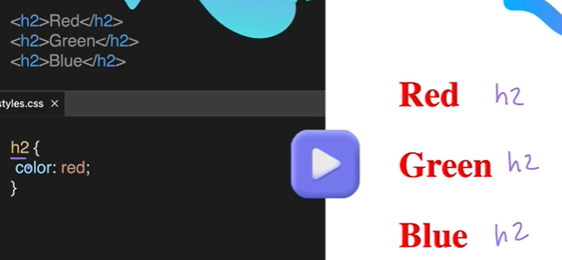 <h2>Red</h2>
<h2>Green</h2>
<h2>Blue</h2>
styles.css ×
h2 {
color: red;
}
Red h2
Green h2
Blue h2